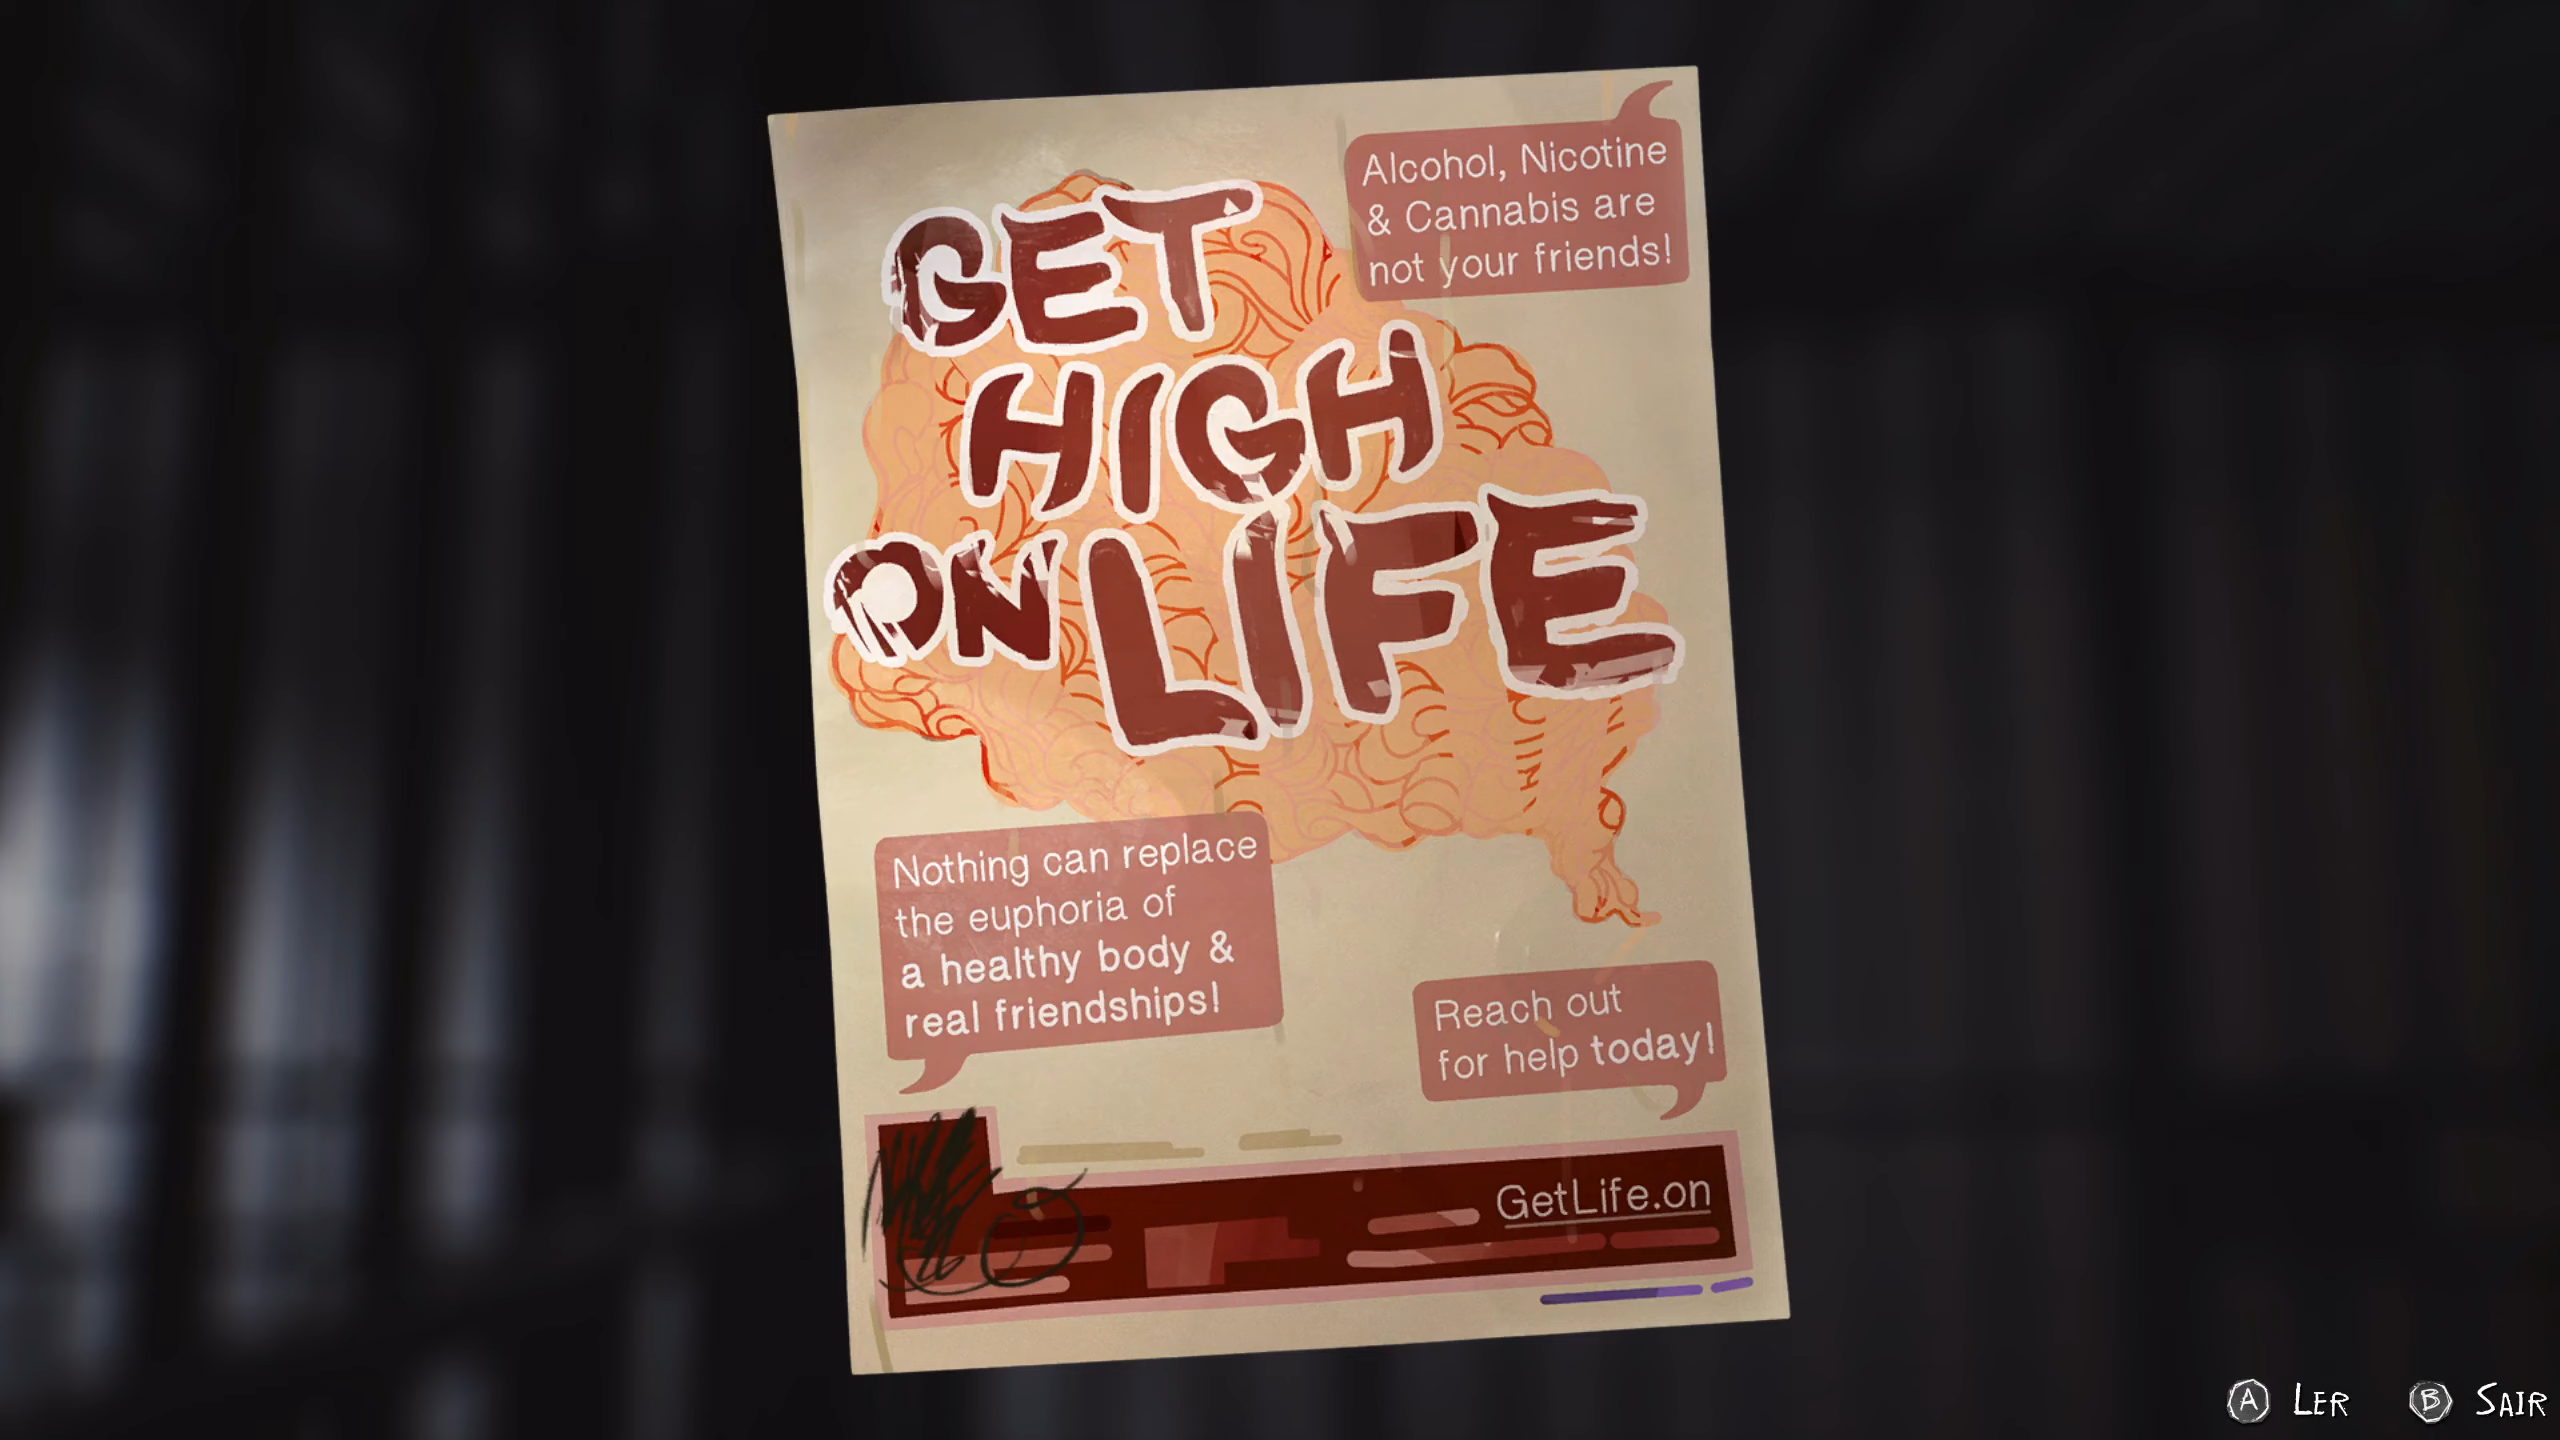 Alcohol, Nicotine
& Cannabis are
not your friends!
GET
HIGH
ON LIFE
Nothing can replace
the euphoria of
a healthy body &
real friendships!
Reach out
for help today!
GetLife.on
A LER B SAIR